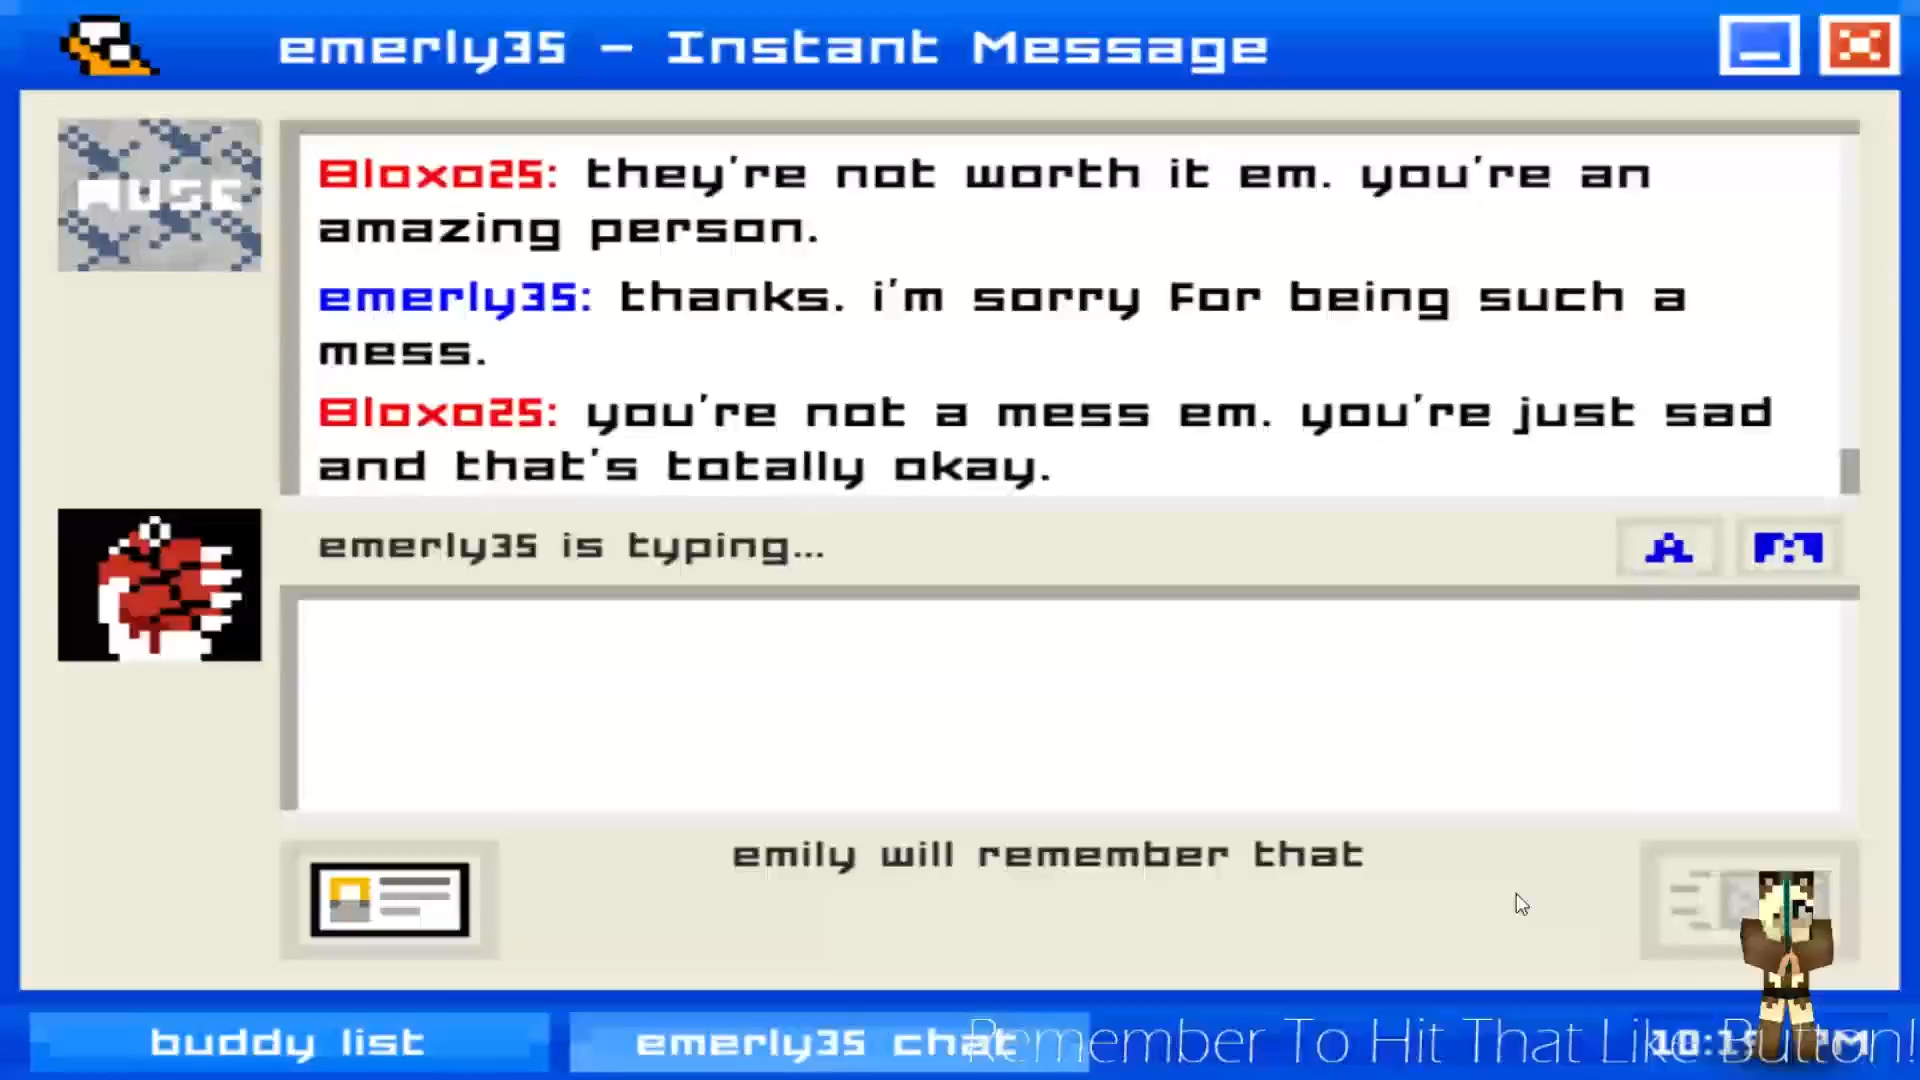 emerly35 - Instant Message
MUSE
Bloxo25: they're not worth it em. you're an
amazing person.
emerly35: thanks. i'm sorry for being such a
mess.
Bloxo25: you're not a mess em. you're just sad
and that's totally okay.
emerly35 is typing...
A
emily will remember that
buddy list
emerly35 chat
Remember To Hit That Like Button!
PM